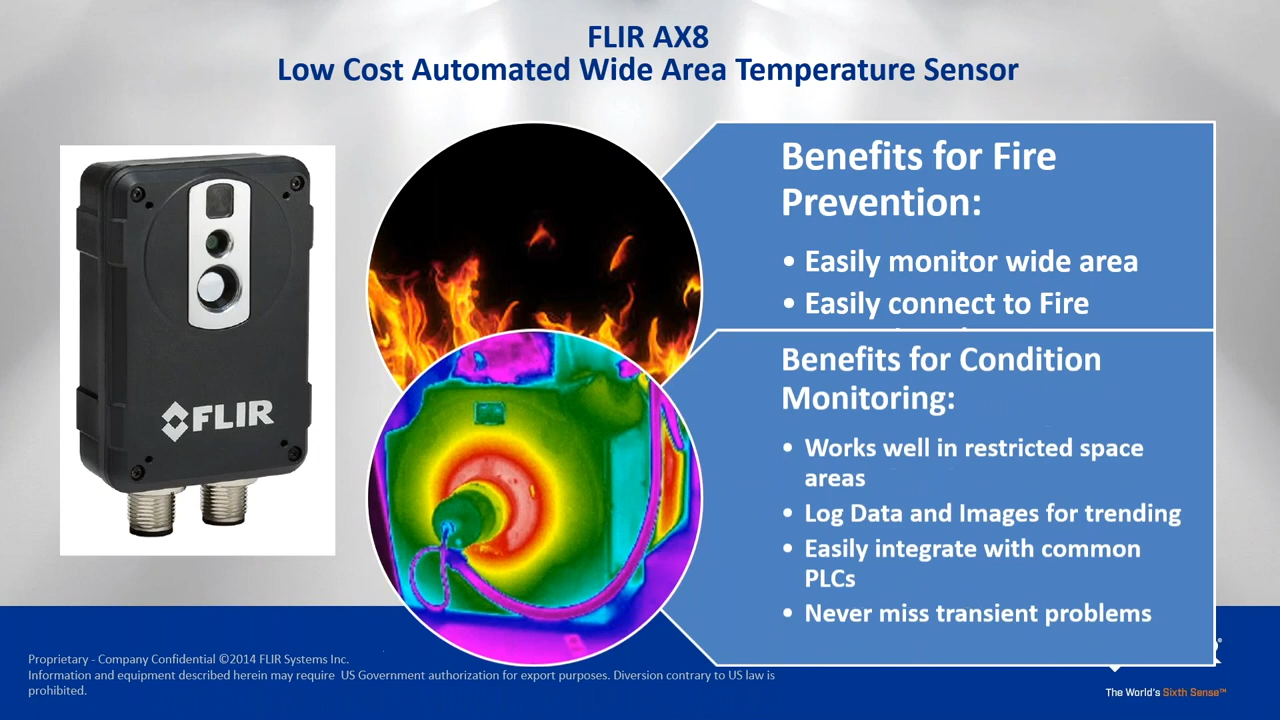 FLIR AX8
Low Cost Automated Wide Area Temperature Sensor
FLIR
Benefits for Fire
Prevention:
• Easily monitor wide area
• Easily connect to Fire
Benefits for Condition
Monitoring:
• Works well in restricted space
areas
• Log Data and Images for trending
• Easily integrate with common
PLCs
• Never miss transient problems
Proprietary - Company Confidential ©2014 FLIR Systems Inc.
Information and equipment described herein may require US Government authorization for export purposes. Diversion contrary to US law is
prohibited.
The World's Sixth Sense™